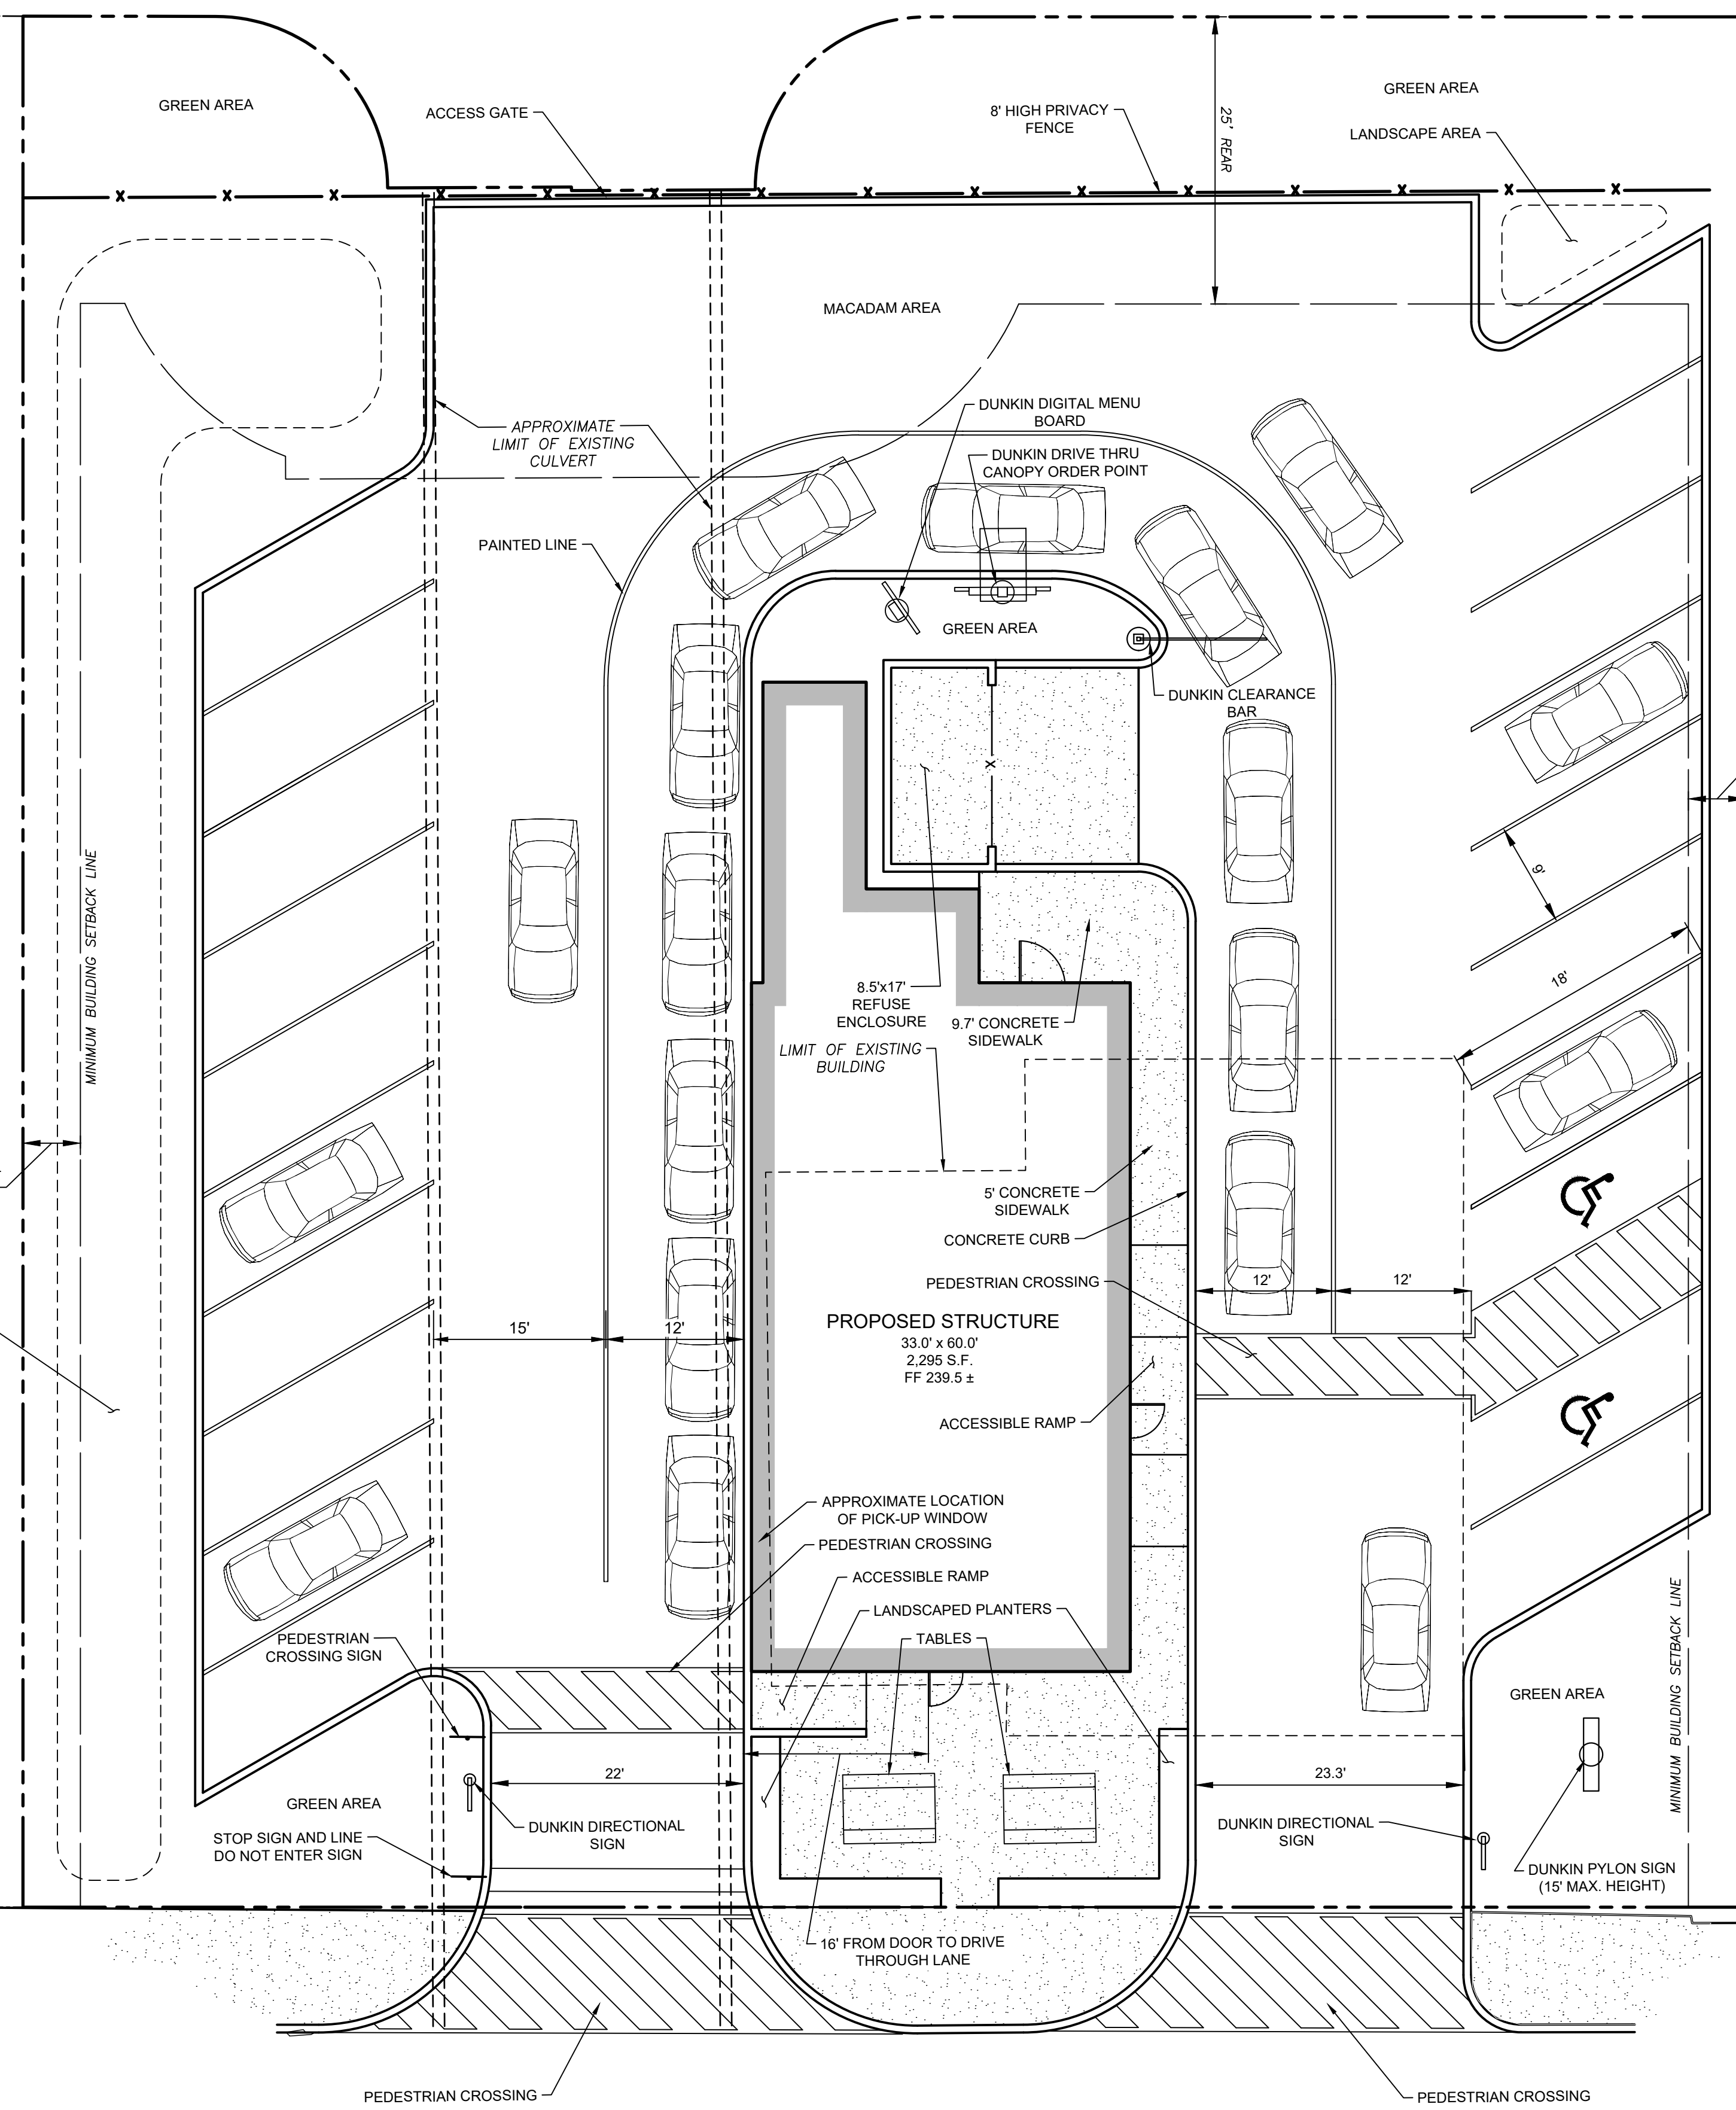 GREEN AREA
ACCESS GATE
8' HIGH PRIVACY
FENCE
25' REAR
GREEN AREA
LANDSCAPE AREA
MACADAM AREA
APPROXIMATE
LIMIT OF EXISTING
CULVERT
DUNKIN DIGITAL MENU
BOARD
DUNKIN DRIVE THRU
CANOPY ORDER POINT
PAINTED LINE
GREEN AREA
DUNKIN CLEARANCE
BAR
X
MINIMUM BUILDING SETBACK LINE
9'
18'
8.5'x17'
REFUSE
ENCLOSURE
9.7' CONCRETE
SIDEWALK
LIMIT OF EXISTING
BUILDING
5' CONCRETE
SIDEWALK
CONCRETE CURB
PEDESTRIAN CROSSING
12'
12'
15'
12'
PROPOSED STRUCTURE
33.0' x 60.0'
2,295 S.F.
FF 239.5 ±
ACCESSIBLE RAMP
APPROXIMATE LOCATION
OF PICK-UP WINDOW
PEDESTRIAN CROSSING
ACCESSIBLE RAMP
LANDSCAPED PLANTERS
TABLES
PEDESTRIAN
CROSSING SIGN
MINIMUM BUILDING SETBACK LINE
GREEN AREA
22'
23.3'
GREEN AREA
DUNKIN DIRECTIONAL
SIGN
DUNKIN DIRECTIONAL
SIGN
STOP SIGN AND LINE
DO NOT ENTER SIGN
DUNKIN PYLON SIGN
(15' MAX. HEIGHT)
16' FROM DOOR TO DRIVE
THROUGH LANE
PEDESTRIAN CROSSING
PEDESTRIAN CROSSING